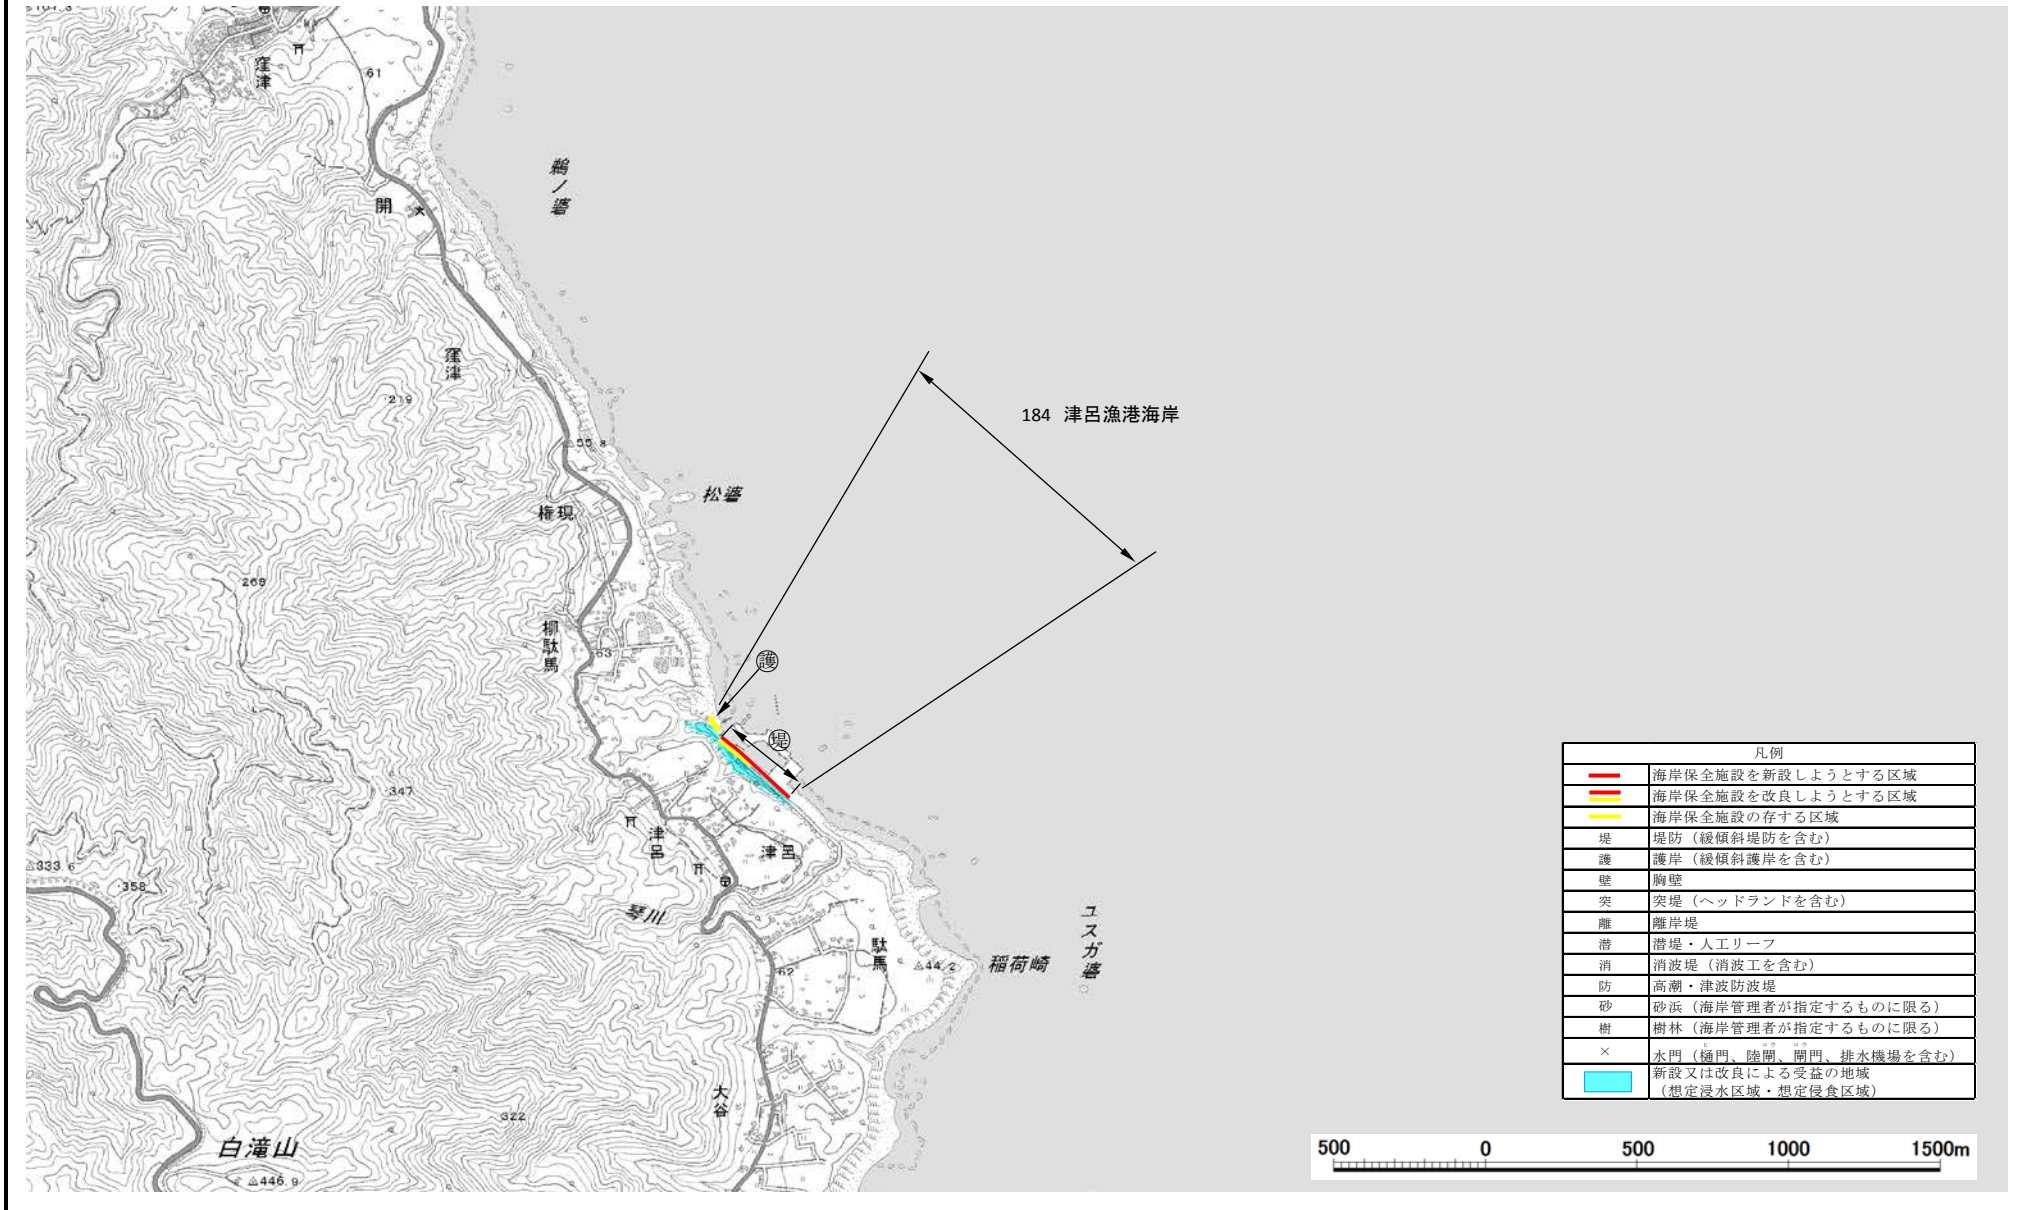 窪津
61
鵜ノ碆
開
窪津
219
55.8
184 津呂漁港海岸
松碆
権現
268
柳駄馬
63
護
堤
347
津呂
津呂
333.6
358
琴川
駄馬
62
44.2
稲荷崎
ユスガ碆
大谷
322
白滝山
446.9
凡例
海岸保全施設を新設しようとする区域
海岸保全施設を改良しようとする区域
海岸保全施設の存する区域
堤 堤防（緩傾斜堤防を含む）
護 護岸（緩傾斜護岸を含む）
壁 胸壁
突 突堤（ヘッドランドを含む）
離 離岸堤
潜 潜堤・人工リーフ
消 消波堤（消波工を含む）
防 高潮・津波防波堤
砂 砂浜（海岸管理者が指定するものに限る）
樹 樹林（海岸管理者が指定するものに限る）
ヒ コウ コウ
× 水門（樋門、陸閘、閘門、排水機場を含む）
新設又は改良による受益の地域
（想定浸水区域・想定侵食区域）
500 0 500 1000 1500m